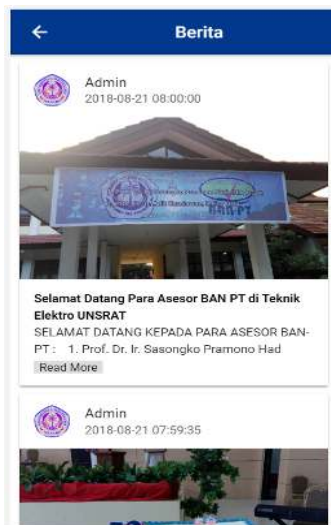 Berita
Admin
2018-08-21 08:00:00
BAN-PT
Selamat Datang Para Asesor BAN PT di Teknik
Elektro UNSRAT
SELAMAT DATANG KEPADA PARA ASESOR BAN-
PT : 1. Prof. Dr. Ir. Sasongko Pramono Had
Read More
Admin
2018-08-21 07:59:35